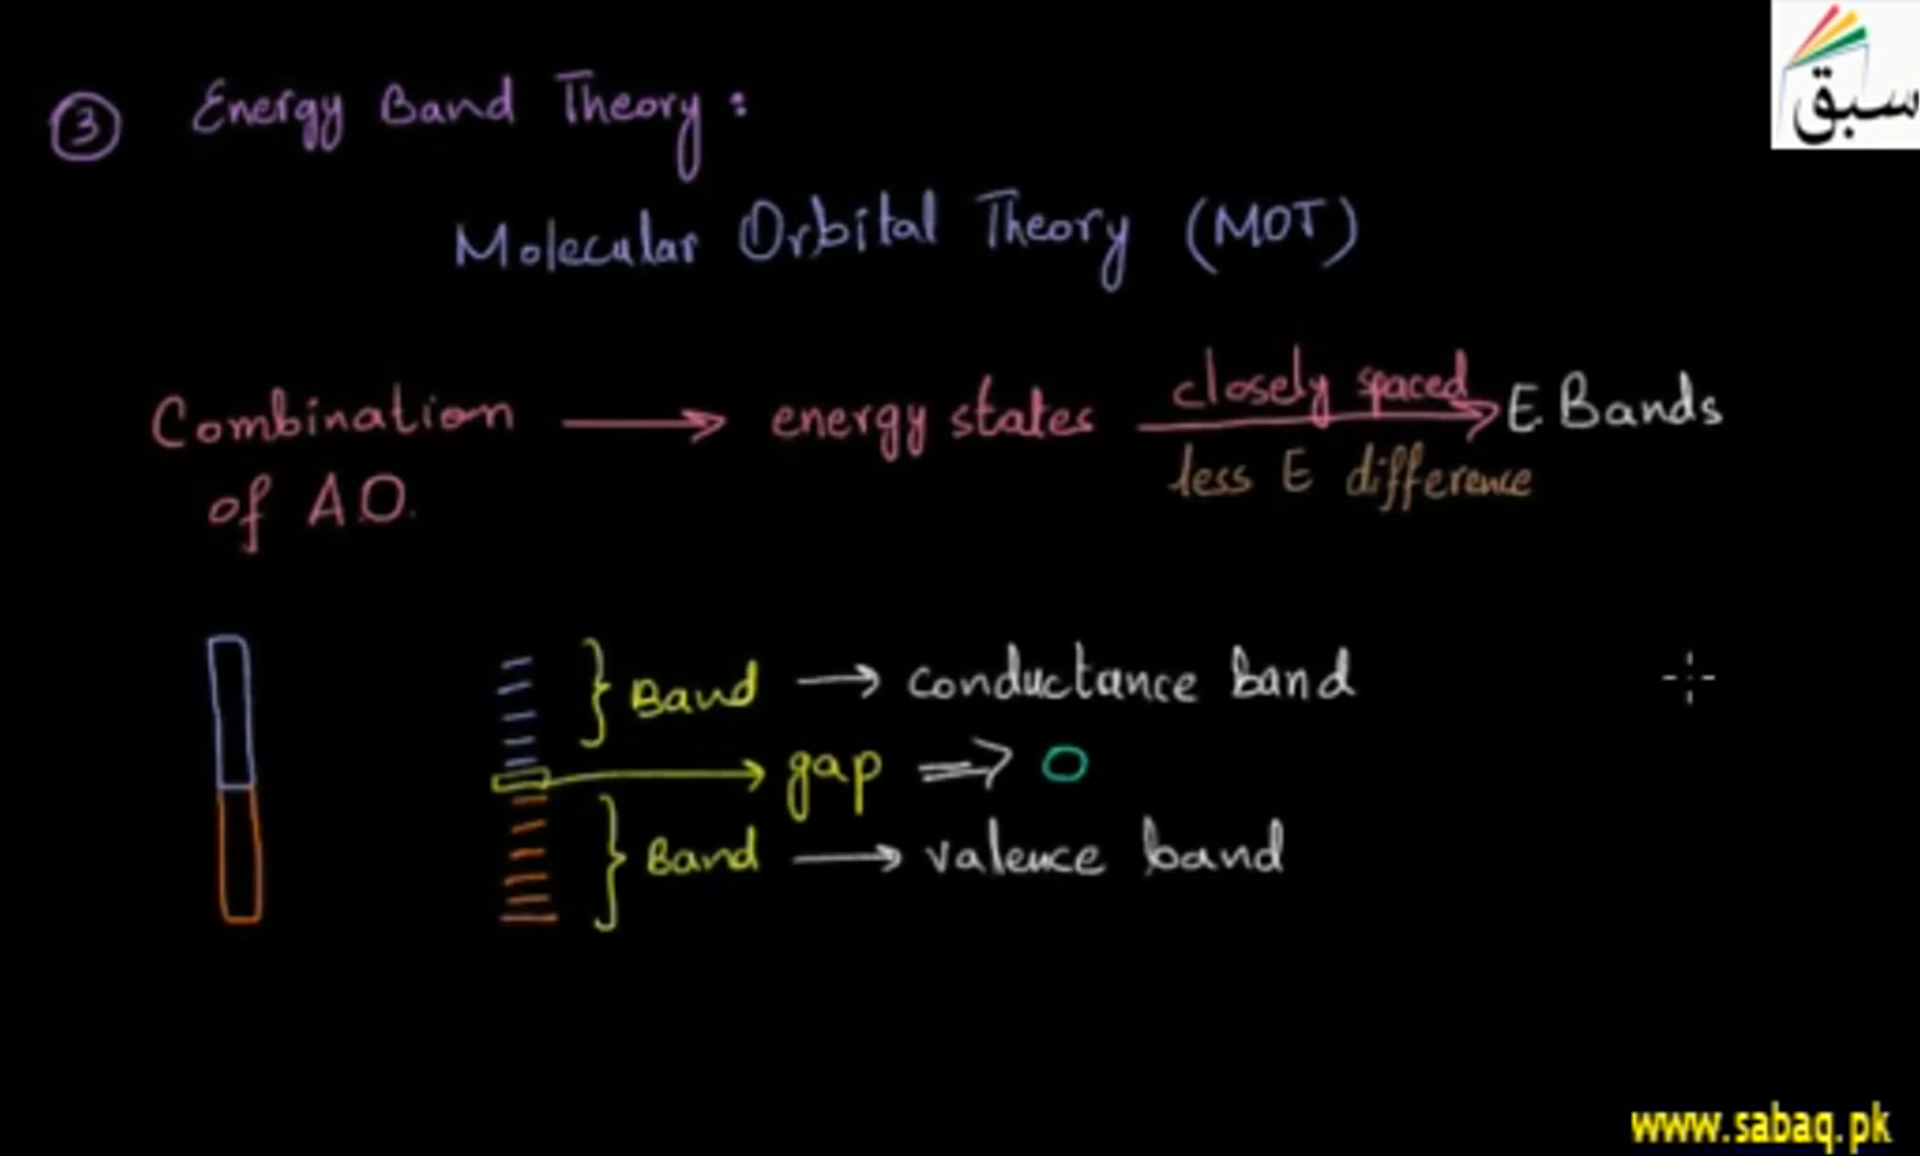 سبق
③ Energy Band Theory:
Molecular Orbital Theory (MOT)
closely spaced
Combination → energy states → E Bands
less E difference
of A.O.
} Band → conductance band
→ gap ⇒ 0
} Band → valence band
www.sabaq.pk